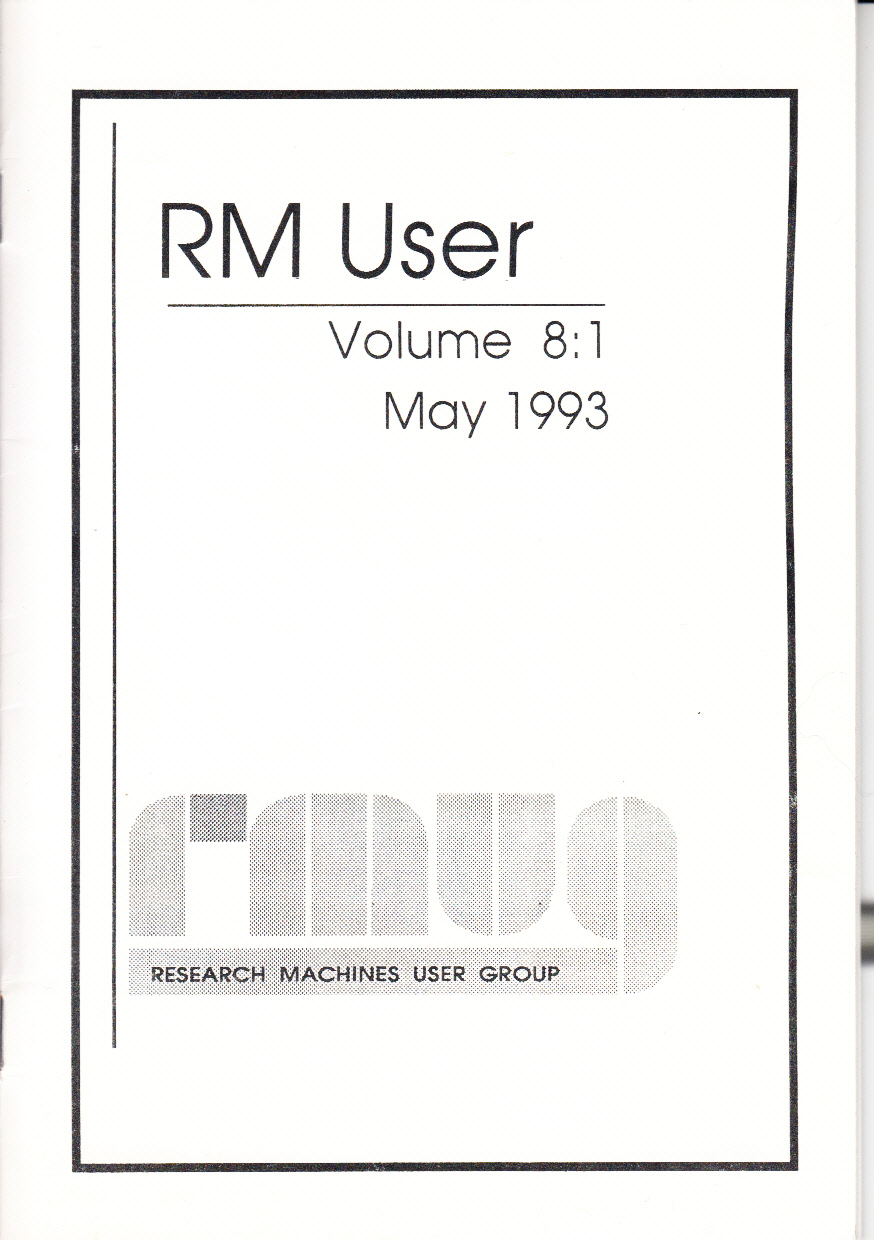 RM User
Volume 8:1
May 1993
rmug
RESEARCH MACHINES USER GROUP